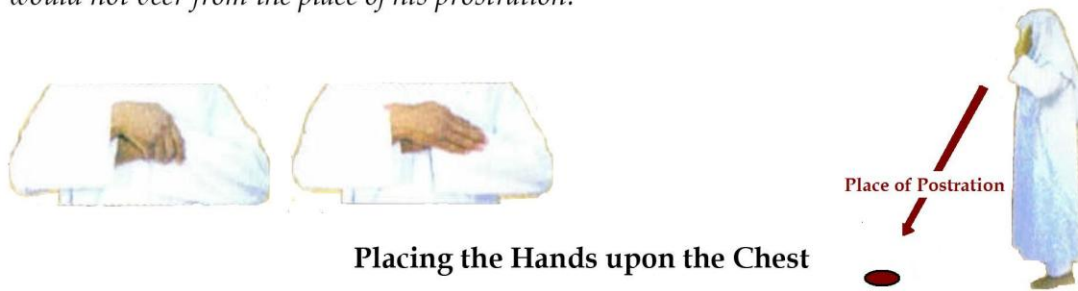 would not veer from the place of his prostration.
Place of Postration
Placing the Hands upon the Chest